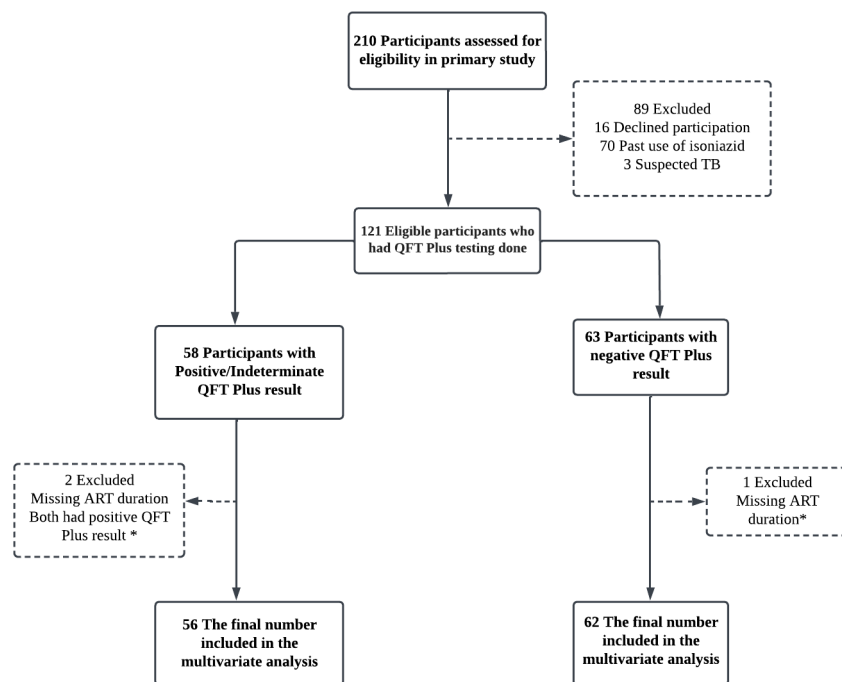 210 Participants assessed for
eligibility in primary study
89 Excluded
16 Declined participation
70 Past use of isoniazid
3 Suspected TB
121 Eligible participants who
had QFT Plus testing done
58 Participants with
Positive/Indeterminate
QFT Plus result
63 Participants with
negative QFT Plus
result
2 Excluded
Missing ART duration
Both had positive QFT
Plus result *
1 Excluded
Missing ART
duration*
56 The final number
included in the
multivariate analysis
62 The final number
included in the
multivariate analysis